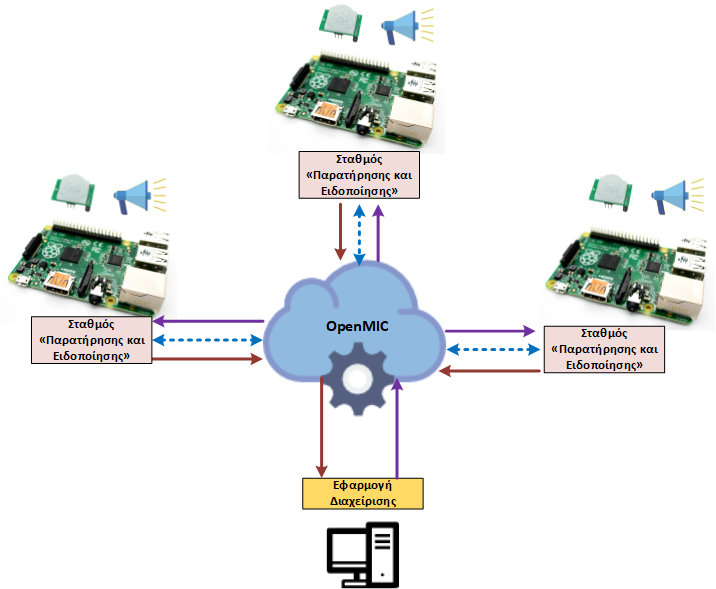 Σταθμός
«Παρατήρησης και
Ειδοποίησης»
Σταθμός
«Παρατήρησης και
Ειδοποίησης»
OpenMIC
Σταθμός
«Παρατήρησης και
Ειδοποίησης»
Εφαρμογή
Διαχείρισης